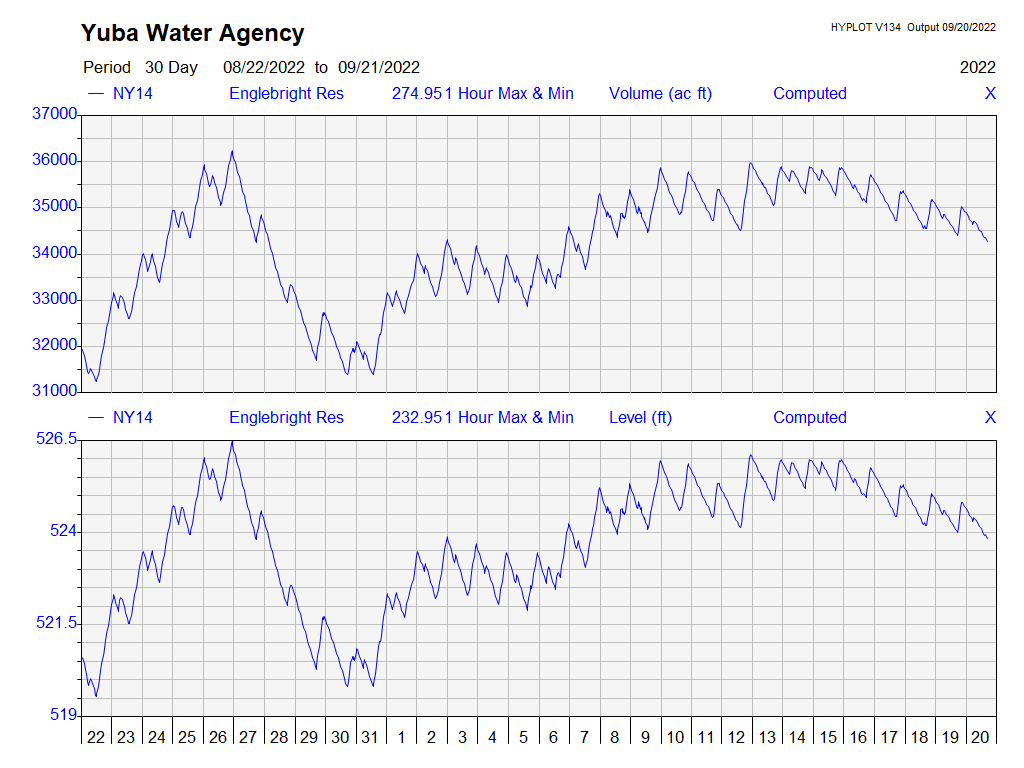 Yuba Water Agency
HYPLOT V134 Output 09/20/2022
Period 30 Day 08/22/2022 to 09/21/2022
2022
NY14 Englebright Res 274.951 Hour Max & Min Volume (ac ft) Computed X
37000
36000
35000
34000
33000
32000
31000
NY14 Englebright Res 232.951 Hour Max & Min Level (ft) Computed X
526.5
524
521.5
519
22 23 24 25 26 27 28 29 30 31 1 2 3 4 5 6 7 8 9 10 11 12 13 14 15 16 17 18 19 20